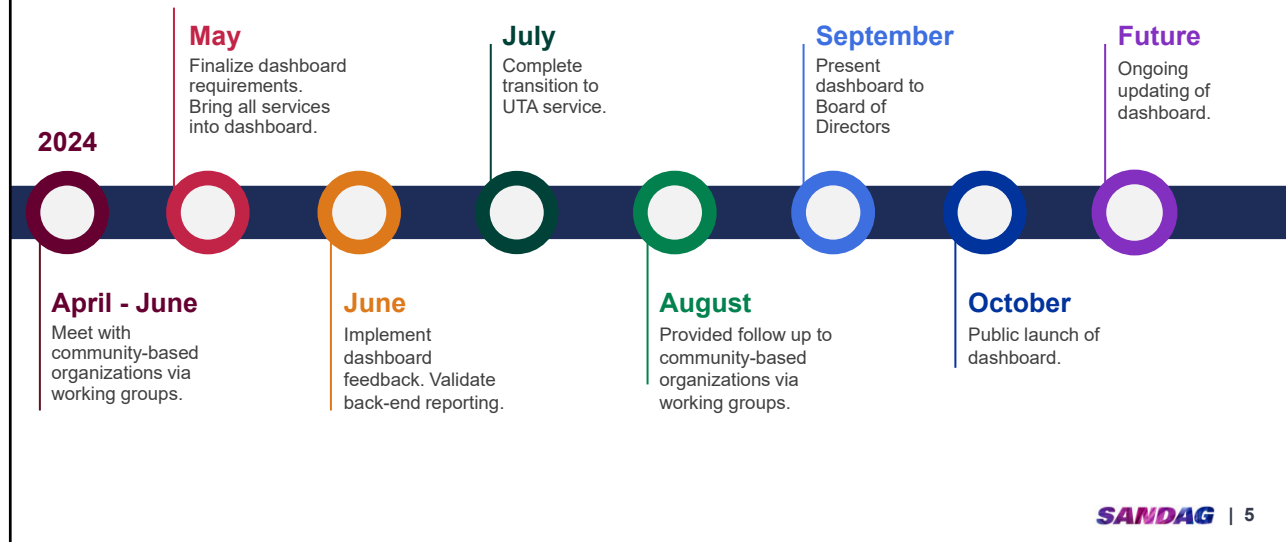 May
Finalize dashboard
requirements.
Bring all services
into dashboard.
July
Complete
transition to
UTA service.
September
Present
dashboard to
Board of
Directors
Future
Ongoing
updating of
dashboard.
2024
April - June
Meet with
community-based
organizations via
working groups.
June
Implement
dashboard
feedback. Validate
back-end reporting.
August
Provided follow up to
community-based
organizations via
working groups.
October
Public launch of
dashboard.
SANDAG | 5